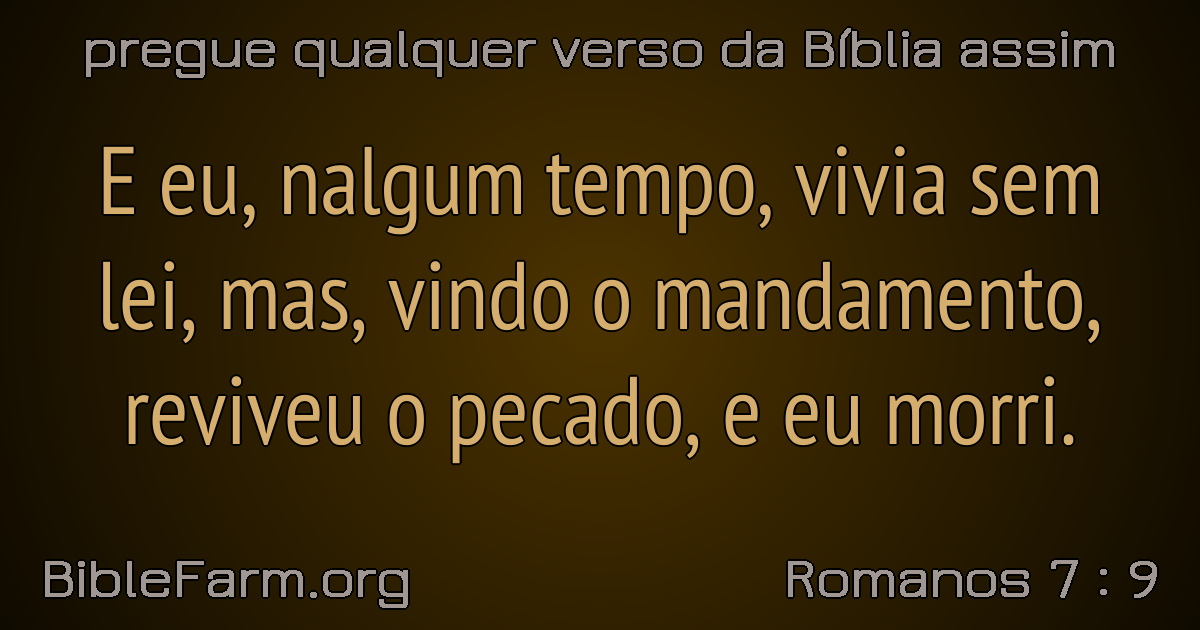 pregue qualquer verso da Bíblia assim
E eu, nalgum tempo, vivia sem
lei, mas, vindo o mandamento,
reviveu o pecado, e eu morri.
BibleFarm.org
Romanos 7 : 9